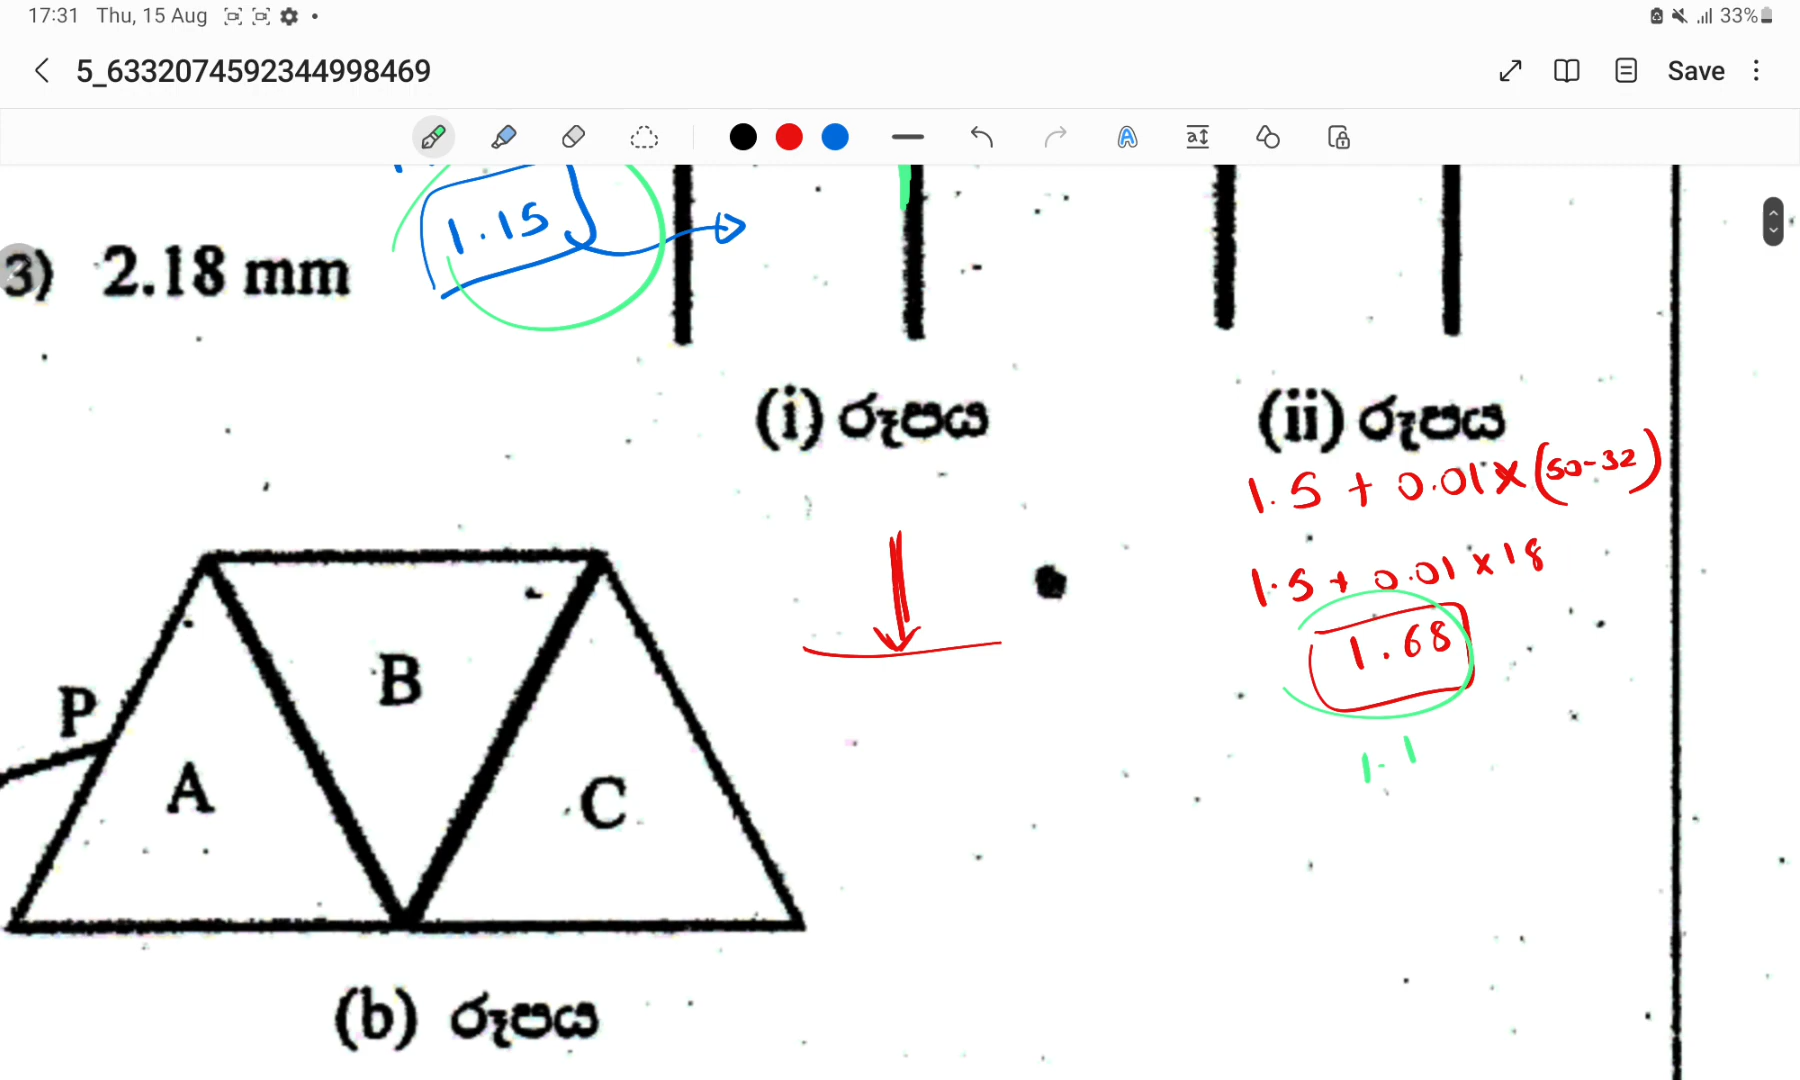 17:31 Thu, 15 Aug
33%
5_6332074592344998469
Save
1.15
3) 2.18 mm
(i) රූපය
(ii) රූපය
1.5 + 0.01 × (50-32)
1.5 + 0.01 × 18
1.68
1.1
P
A
B
C
(b) රූපය